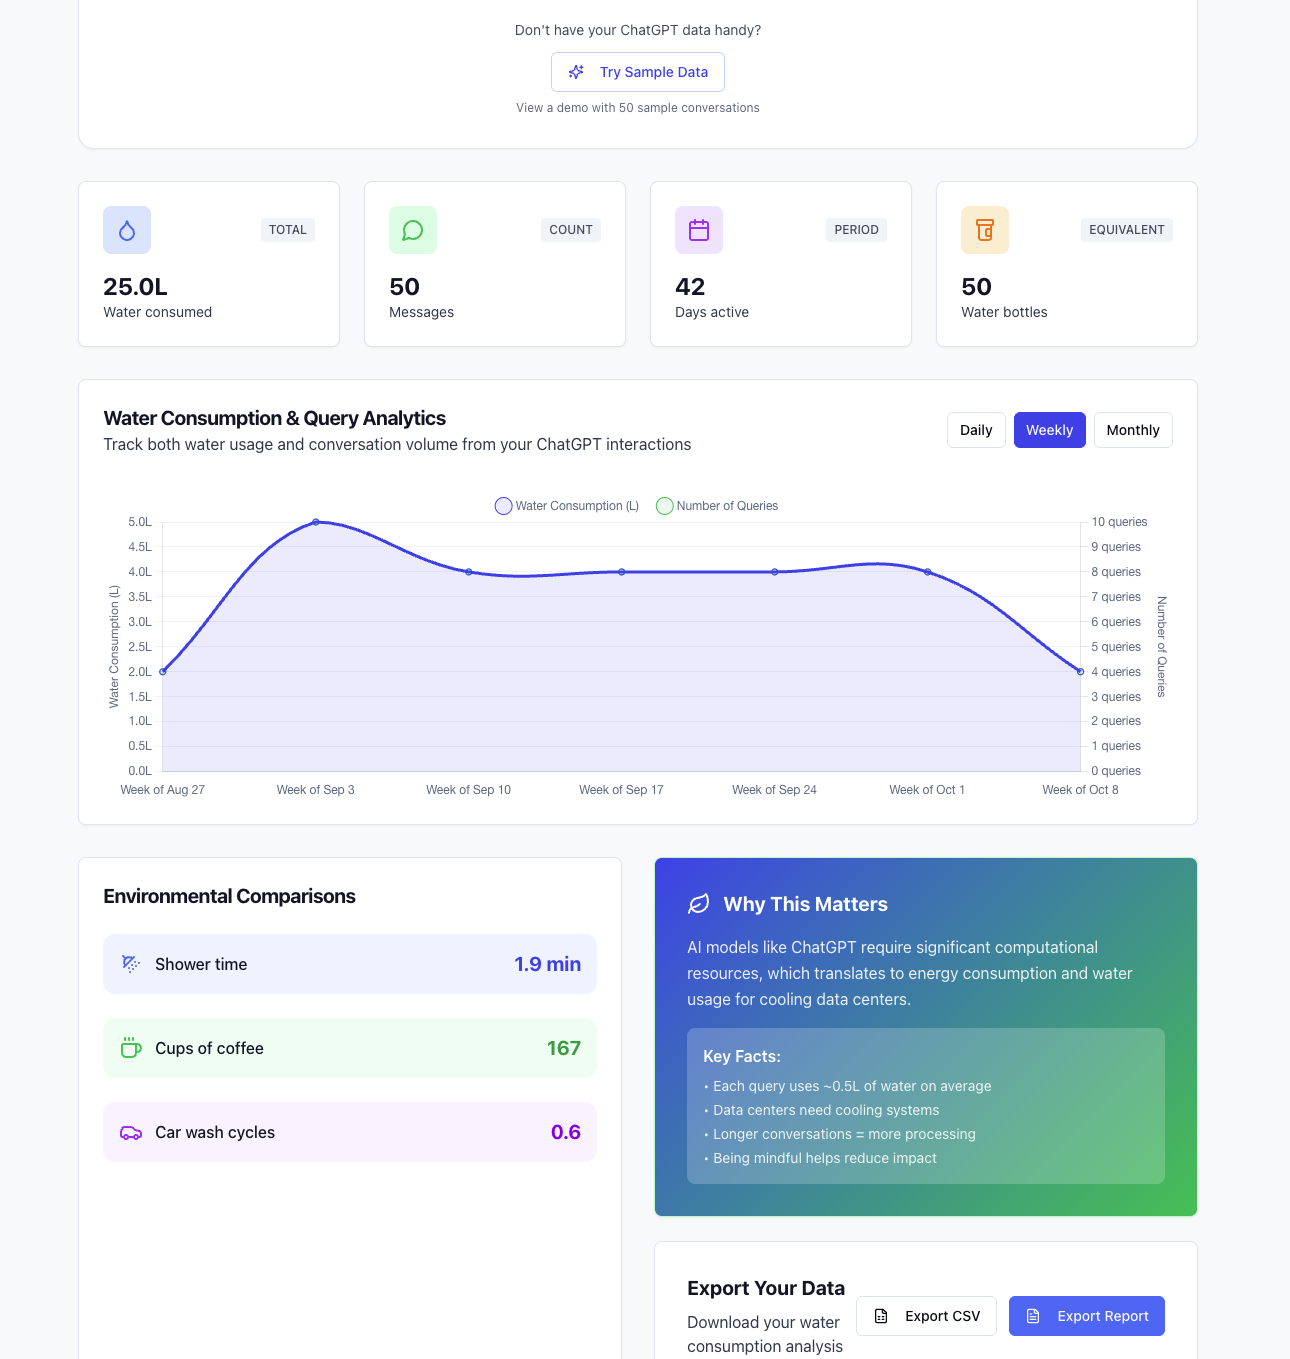 Don't have your ChatGPT data handy?
Try Sample Data
View a demo with 50 sample conversations
TOTAL
25.0L
Water consumed
COUNT
50
Messages
PERIOD
42
Days active
EQUIVALENT
50
Water bottles
Water Consumption & Query Analytics
Track both water usage and conversation volume from your ChatGPT interactions
Daily
Weekly
Monthly
Water Consumption (L)
Number of Queries
5.0L
4.5L
4.0L
3.5L
3.0L
2.5L
2.0L
1.5L
1.0L
0.5L
0.0L
Water Consumption (L)
10 queries
9 queries
8 queries
7 queries
6 queries
5 queries
4 queries
3 queries
2 queries
1 queries
0 queries
Number of Queries
Week of Aug 27
Week of Sep 3
Week of Sep 10
Week of Sep 17
Week of Sep 24
Week of Oct 1
Week of Oct 8
Environmental Comparisons
Shower time
1.9 min
Cups of coffee
167
Car wash cycles
0.6
Why This Matters
AI models like ChatGPT require significant computational
resources, which translates to energy consumption and water
usage for cooling data centers.
Key Facts:
• Each query uses ~0.5L of water on average
• Data centers need cooling systems
• Longer conversations = more processing
• Being mindful helps reduce impact
Export Your Data
Download your water
consumption analysis
Export CSV
Export Report